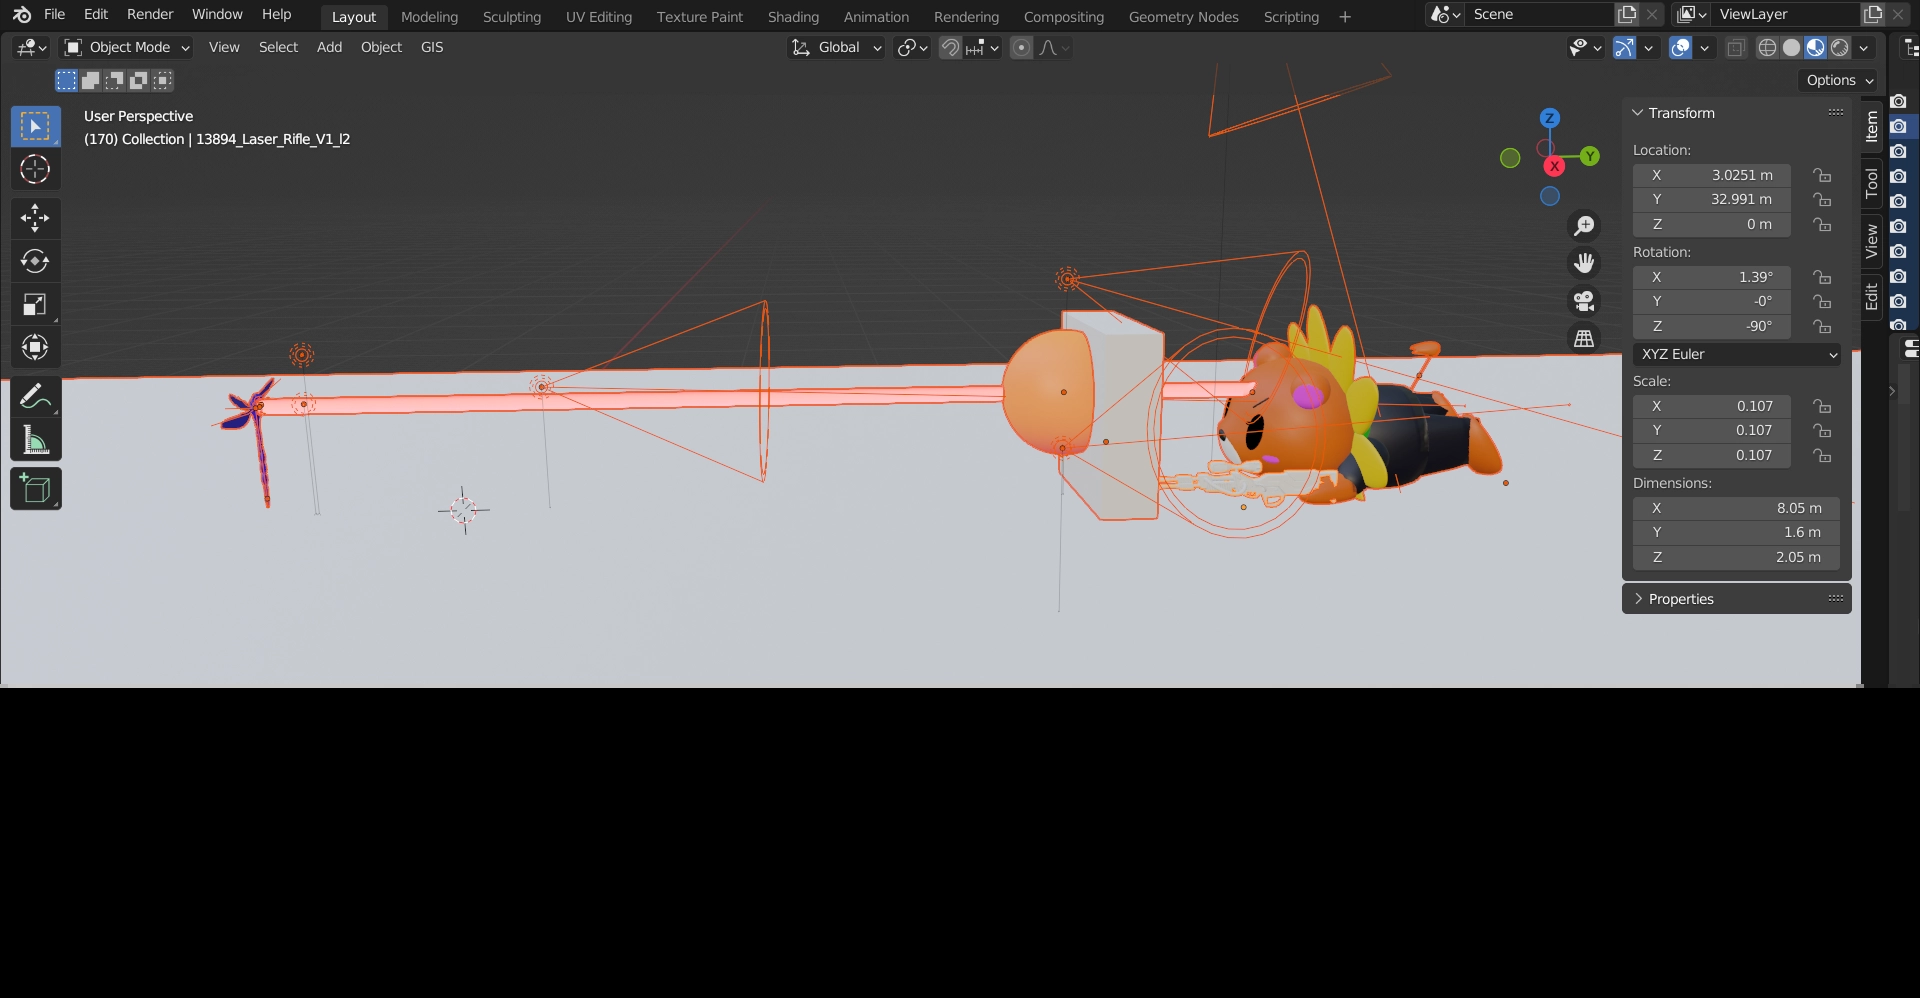 File Edit Render Window Help Layout Modeling Sculpting UV Editing Texture Paint Shading Animation Rendering Compositing Geometry Nodes Scripting + Scene ViewLayer
Object Mode View Select Add Object GIS Global
Options
User Perspective
(170) Collection | 13894_Laser_Rifle_V1_l2
Z
Y
X
Transform
Location:
X 3.0251 m
Y 32.991 m
Z 0 m
Rotation:
X 1.39°
Y -0°
Z -90°
XYZ Euler
Scale:
X 0.107
Y 0.107
Z 0.107
Dimensions:
X 8.05 m
Y 1.6 m
Z 2.05 m
Properties
Item
Tool
View
Edit